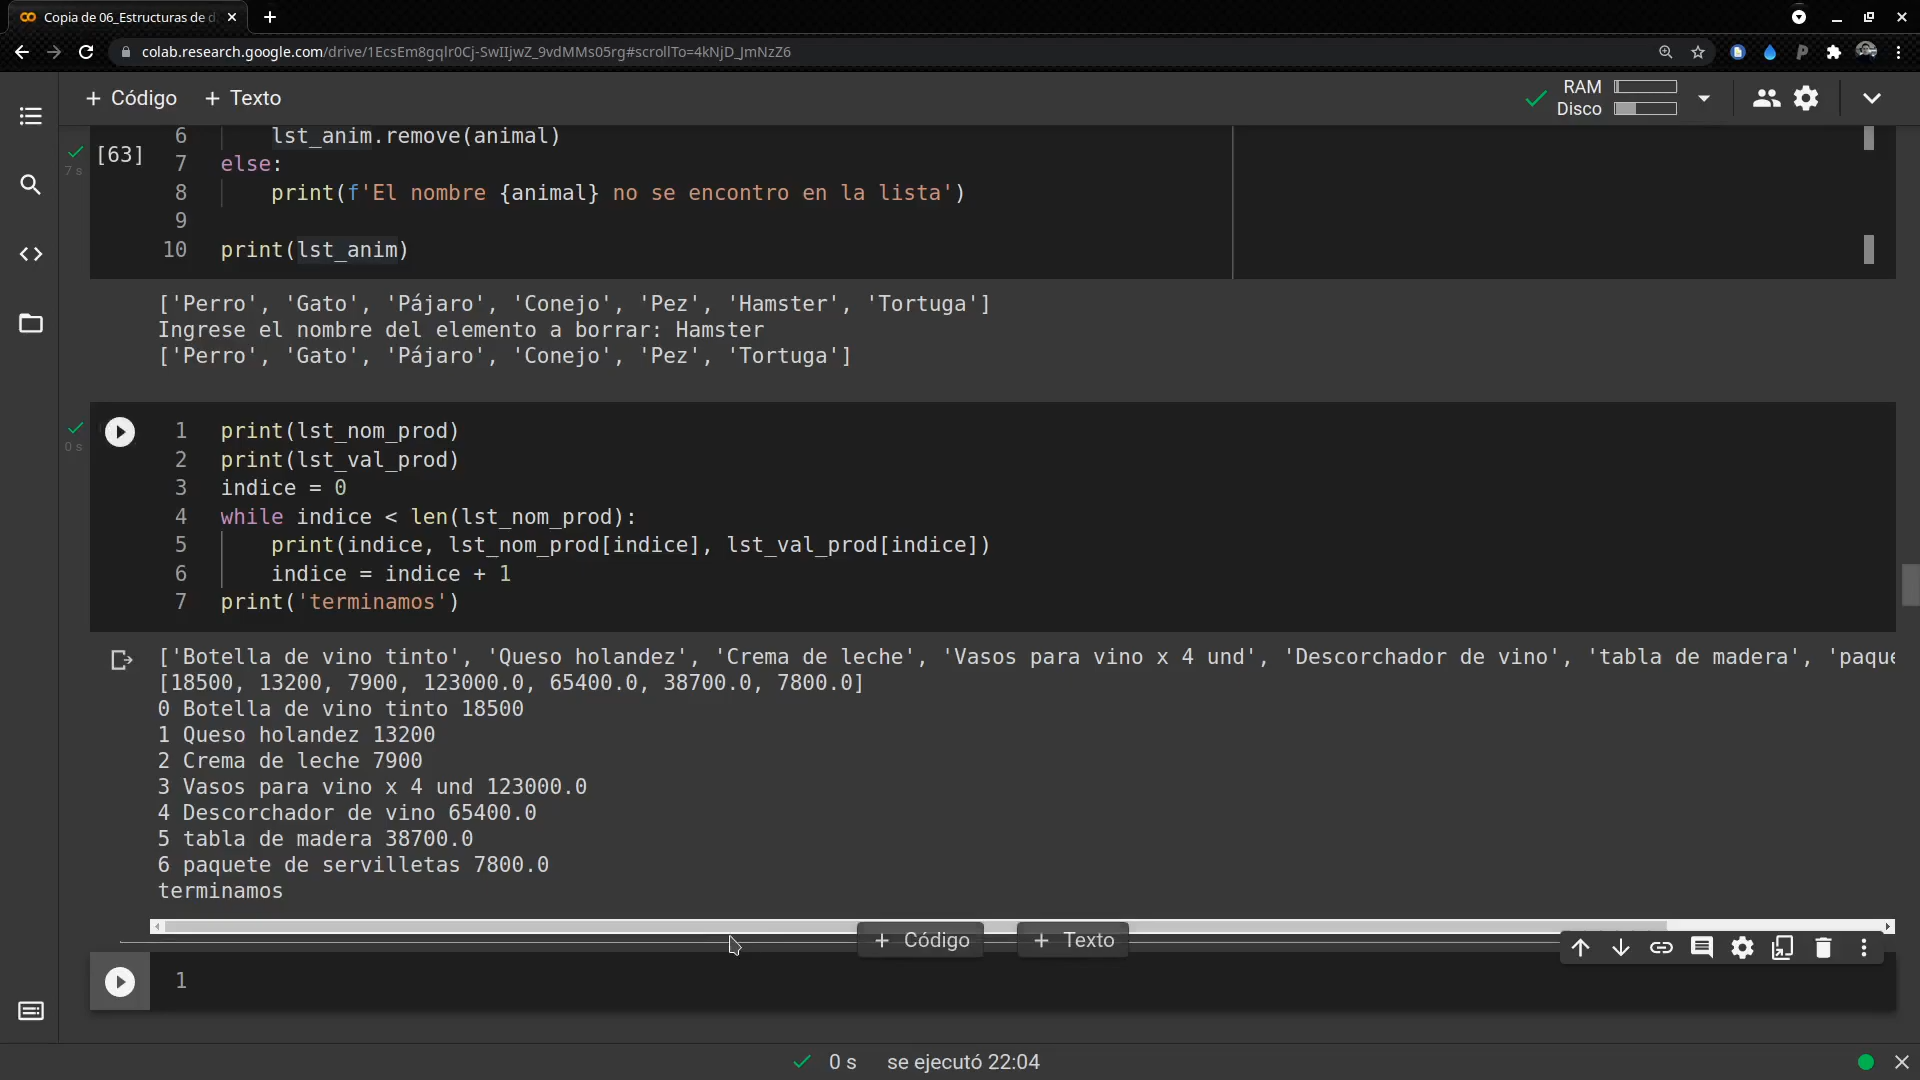 Copia de 06_Estructuras de d
colab.research.google.com/drive/1EcsEm8gqlr0Cj-SwIIjwZ_9vdMMs05rg#scrollTo=4kNjD_JmNzZ6
+ Código + Texto
RAM
Disco
[63]
7 s
6 lst_anim.remove(animal)
7 else:
8 print(f'El nombre {animal} no se encontro en la lista')
9
10 print(lst_anim)
['Perro', 'Gato', 'Pájaro', 'Conejo', 'Pez', 'Hamster', 'Tortuga']
Ingrese el nombre del elemento a borrar: Hamster
['Perro', 'Gato', 'Pájaro', 'Conejo', 'Pez', 'Tortuga']
0 s
1 print(lst_nom_prod)
2 print(lst_val_prod)
3 indice = 0
4 while indice < len(lst_nom_prod):
5 print(indice, lst_nom_prod[indice], lst_val_prod[indice])
6 indice = indice + 1
7 print('terminamos')
['Botella de vino tinto', 'Queso holandez', 'Crema de leche', 'Vasos para vino x 4 und', 'Descorchador de vino', 'tabla de madera', 'paque
[18500, 13200, 7900, 123000.0, 65400.0, 38700.0, 7800.0]
0 Botella de vino tinto 18500
1 Queso holandez 13200
2 Crema de leche 7900
3 Vasos para vino x 4 und 123000.0
4 Descorchador de vino 65400.0
5 tabla de madera 38700.0
6 paquete de servilletas 7800.0
terminamos
+ Código + Texto
1
0 s se ejecutó 22:04